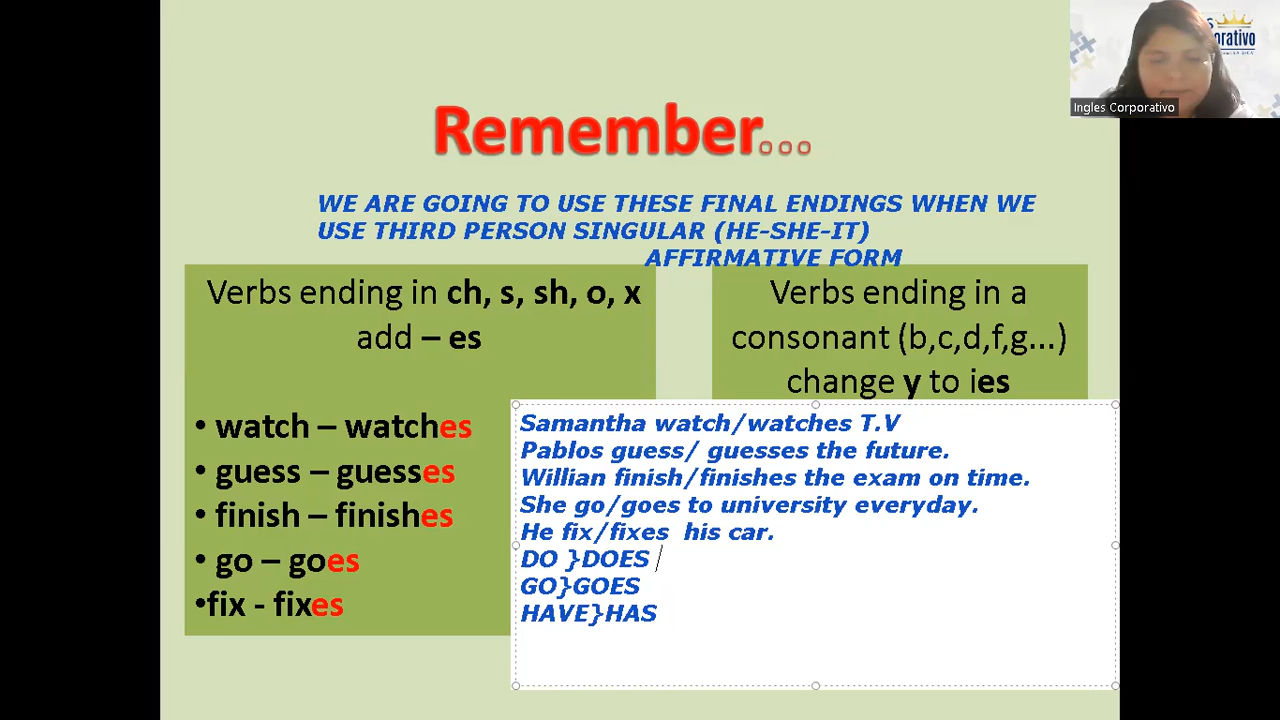 orativo
Ingles Corporativo
Remember...
WE ARE GOING TO USE THESE FINAL ENDINGS WHEN WE
USE THIRD PERSON SINGULAR (HE-SHE-IT)
AFFIRMATIVE FORM
Verbs ending in ch, s, sh, o, x
add – es
Verbs ending in a
consonant (b,c,d,f,g...)
change y to ies
• watch – watches
• guess – guesses
• finish – finishes
• go – goes
•fix - fixes
Samantha watch/watches T.V
Pablos guess/ guesses the future.
Willian finish/finishes the exam on time.
She go/goes to university everyday.
He fix/fixes his car.
DO }DOES
GO}GOES
HAVE}HAS